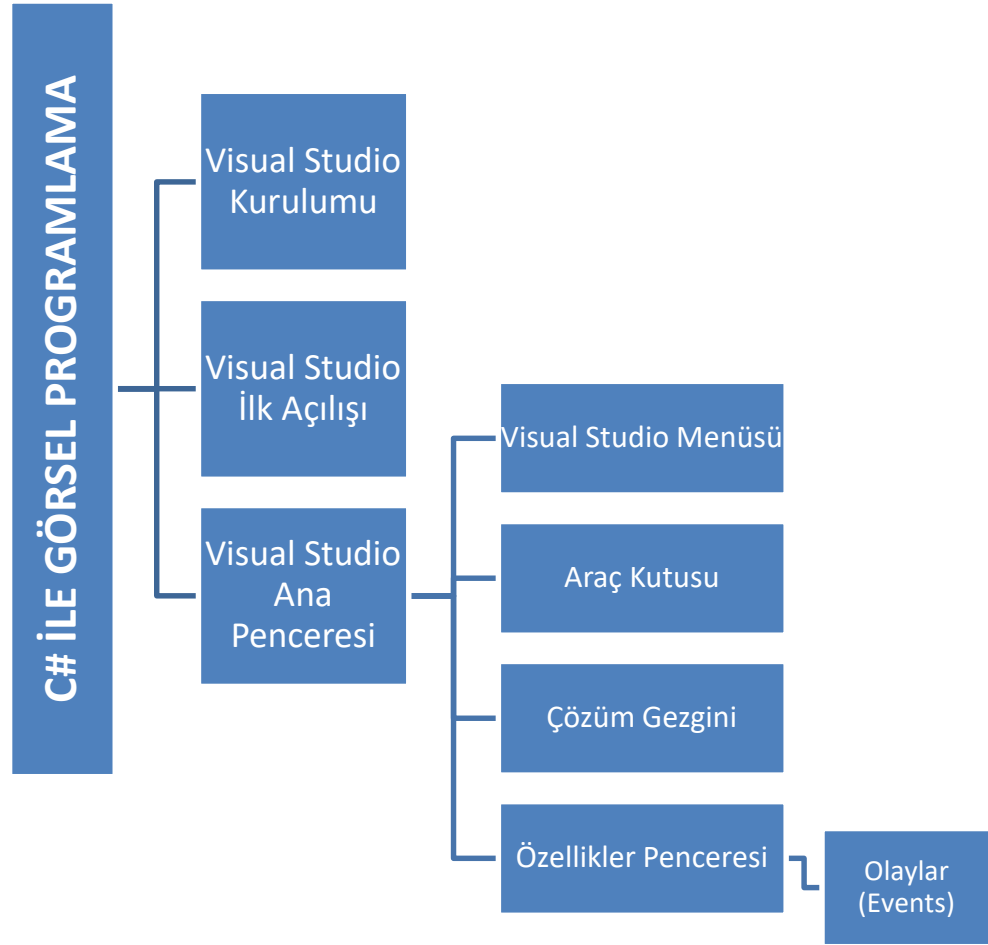 C# İLE GÖRSEL PROGRAMLAMA
Visual Studio
Kurulumu
Visual Studio
İlk Açılışı
Visual Studio
Ana
Penceresi
Visual Studio Menüsü
Araç Kutusu
Çözüm Gezgini
Özellikler Penceresi
Olaylar
(Events)